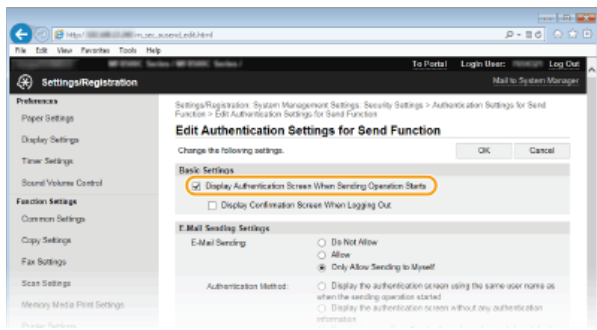 http://
m_sec_ausend_edit.html
File Edit View Favorites Tools Help
Series / Series /
To Portal Login User: Log Out
Settings/Registration
Mail to System Manager
Preferences
Paper Settings
Display Settings
Timer Settings
Sound Volume Control
Function Settings
Common Settings
Copy Settings
Fax Settings
Scan Settings
Memory Media Print Settings
Printer Settings
Settings/Registration: System Management Settings: Security Settings > Authentication Settings for Send
Function > Edit Authentication Settings for Send Function
Edit Authentication Settings for Send Function
Change the following settings.
OK Cancel
Basic Settings
Display Authentication Screen When Sending Operation Starts
Display Confirmation Screen When Logging Out
E-Mail Sending Settings
E-Mail Sending:
Do Not Allow
Allow
Only Allow Sending to Myself
Authentication Method:
Display the authentication screen using the same user name as
when the sending operation started
Display the authentication screen without any authentication
information